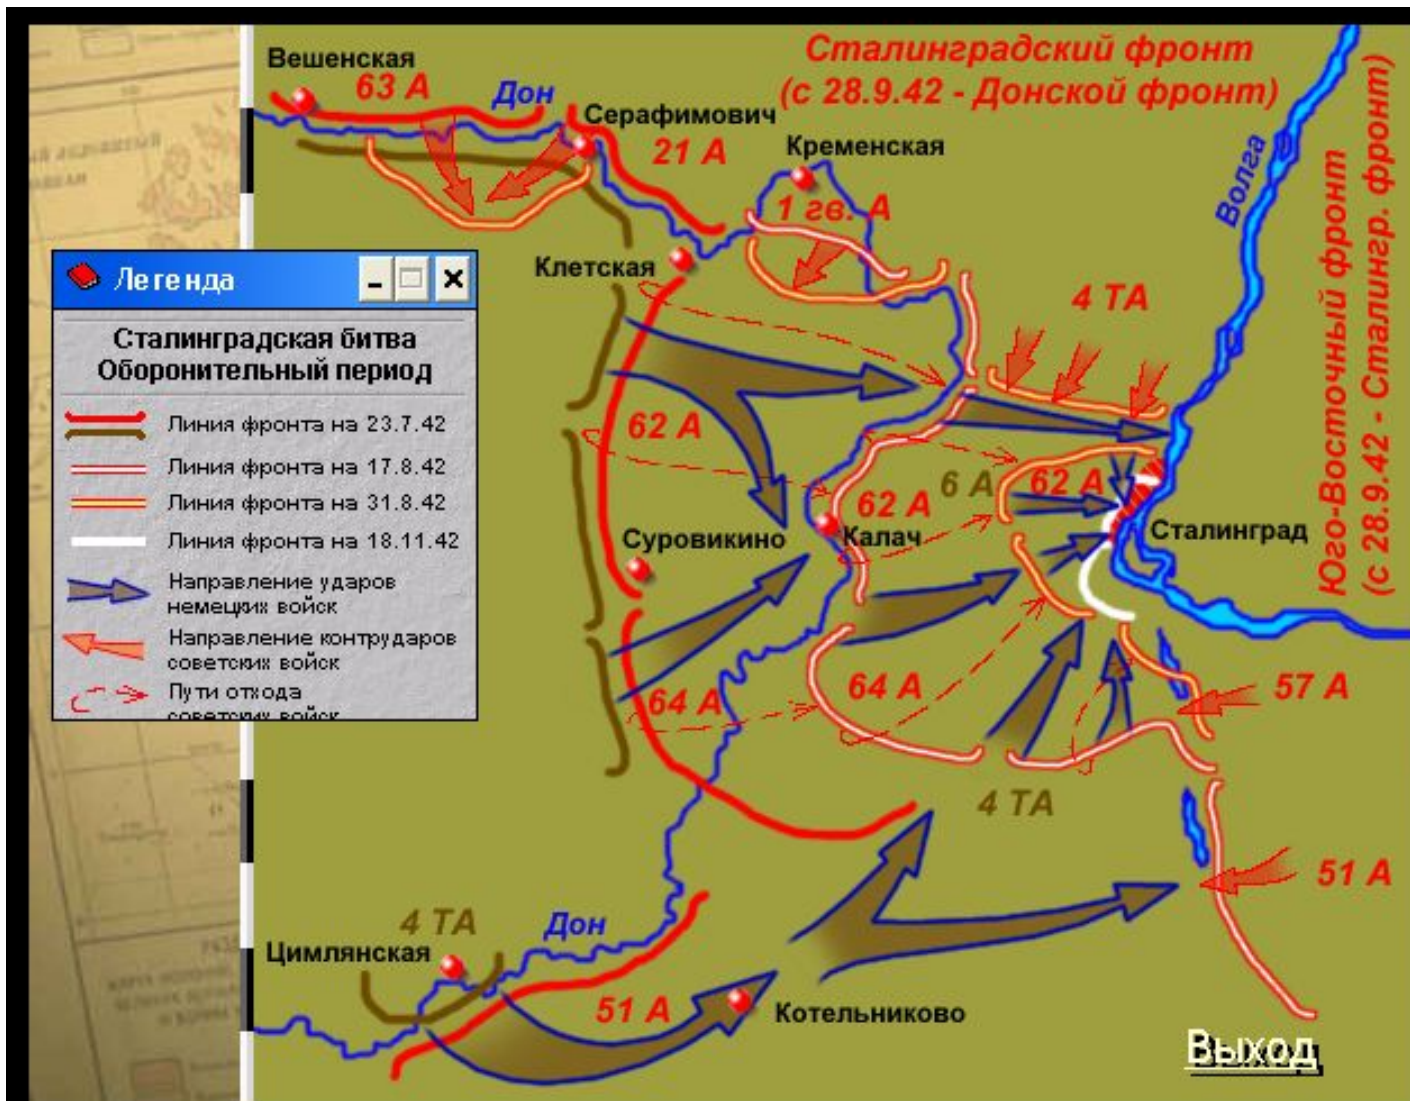 Сталинградский фронт
(с 28.9.42 - Донской фронт)
Юго-Восточный фронт
(с 28.9.42 - Сталингр. фронт)
Вешенская
63 А
Дон
Серафимович
21 А
Кременская
1 гв. А
Волга
Клетская
4 ТА
62 А
62 А
6 А
62 А
Суровикино
Калач
Сталинград
64 А
64 А
57 А
4 ТА
51 А
4 ТА
Дон
Цимлянская
51 А
Котельниково
Выход
Легенда
Сталинградская битва
Оборонительный период
Линия фронта на 23.7.42
Линия фронта на 17.8.42
Линия фронта на 31.8.42
Линия фронта на 18.11.42
Направление ударов
немецких войск
Направление контрударов
советских войск
Пути отхода
советских войск